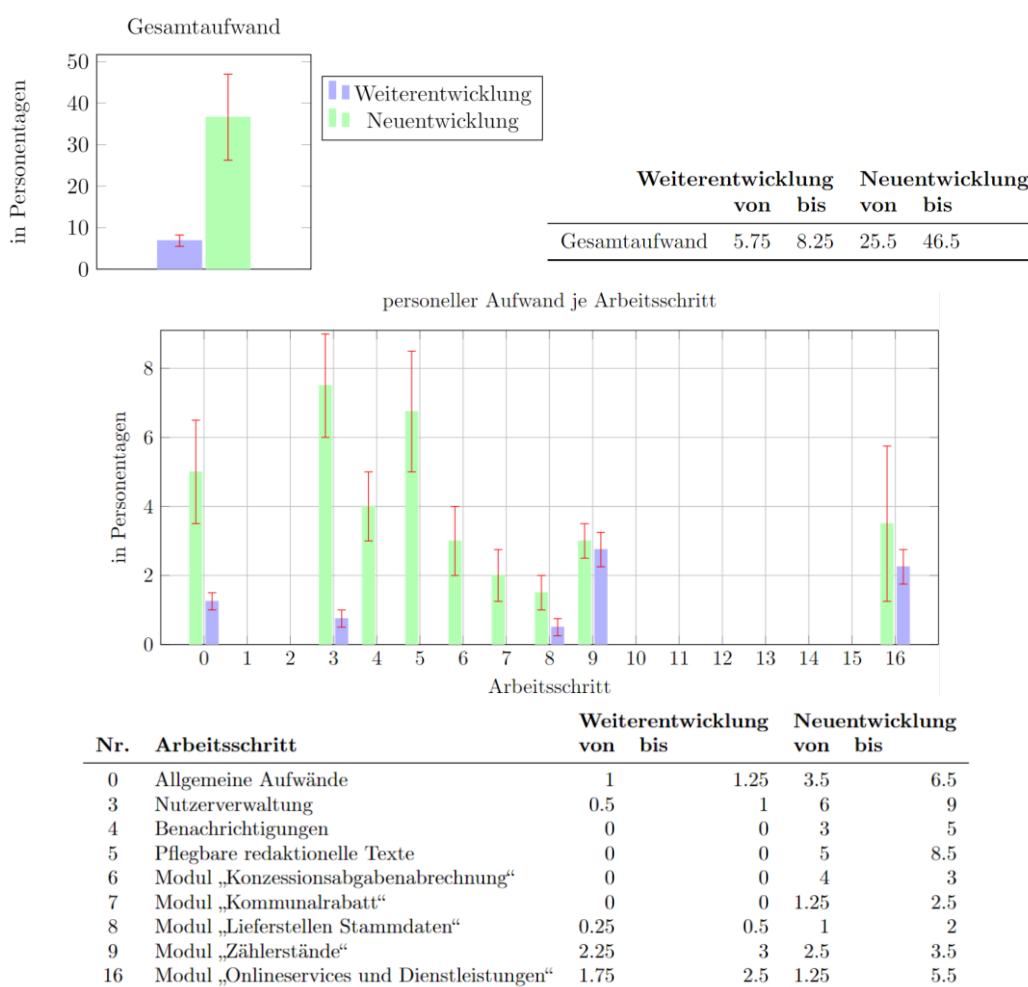 Gesamtaufwand
in Personentagen
50
40
30
20
10
0
Weiterentwicklung
Neuentwicklung
Weiterentwicklung Neuentwicklung
von bis von bis
Gesamtaufwand 5.75 8.25 25.5 46.5
personeller Aufwand je Arbeitsschritt
in Personentagen
8
6
4
2
0
0 1 2 3 4 5 6 7 8 9 10 11 12 13 14 15 16
Arbeitsschritt
Weiterentwicklung Neuentwicklung
Nr. Arbeitsschritt von bis von bis
0 Allgemeine Aufwände 1 1.25 3.5 6.5
3 Nutzerverwaltung 0.5 1 6 9
4 Benachrichtigungen 0 0 3 5
5 Pflegbare redaktionelle Texte 0 0 5 8.5
6 Modul „Konzessionsabgabenabrechnung“ 0 0 4 3
7 Modul „Kommunalrabatt“ 0 0 1.25 2.5
8 Modul „Lieferstellen Stammdaten“ 0.25 0.5 1 2
9 Modul „Zählerstände“ 2.25 3 2.5 3.5
16 Modul „Onlineservices und Dienstleistungen“ 1.75 2.5 1.25 5.5